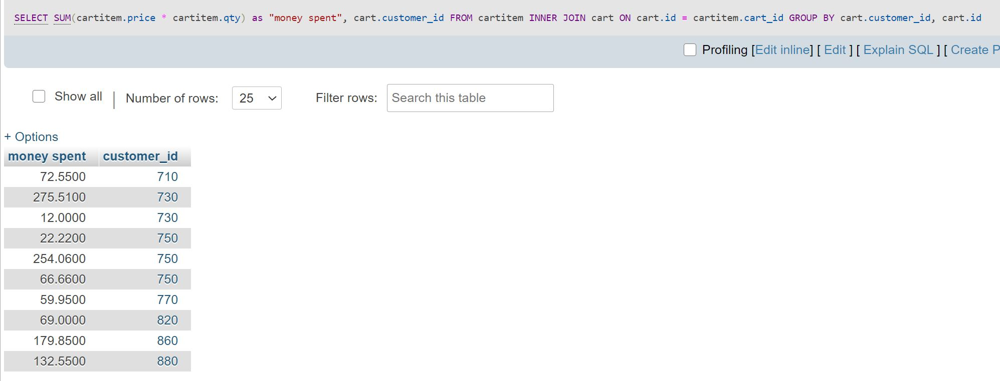 SELECT SUM(cartitem.price * cartitem.qty) as "money spent", cart.customer_id FROM cartitem INNER JOIN cart ON cart.id = cartitem.cart_id GROUP BY cart.customer_id, cart.id
Profiling [Edit inline] [ Edit ] [ Explain SQL ] [ Create P
Show all | Number of rows: 25 Filter rows: Search this table
+ Options
money spent customer_id
72.5500 710
275.5100 730
12.0000 730
22.2200 750
254.0600 750
66.6600 750
59.9500 770
69.0000 820
179.8500 860
132.5500 880